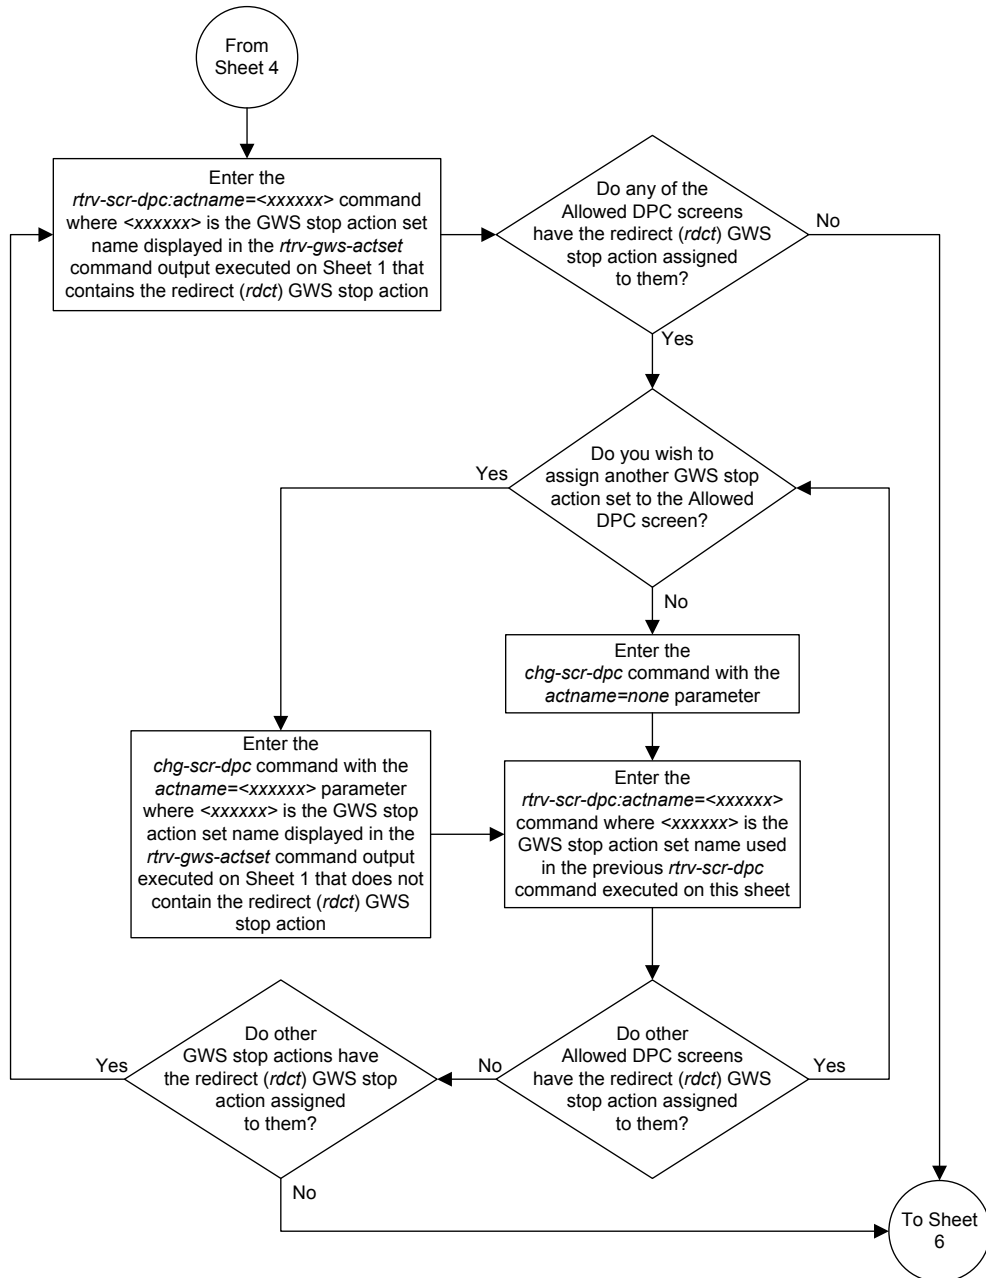 From
Sheet 4
Enter the
rtrv-scr-dpc:actname=<xxxxxx> command
where <xxxxxx> is the GWS stop action set
name displayed in the rtrv-gws-actset
command output executed on Sheet 1 that
contains the redirect (rdct) GWS stop action
Do any of the
Allowed DPC screens
have the redirect (rdct) GWS
stop action assigned
to them?
No
Yes
Do you wish to
assign another GWS stop
action set to the Allowed
DPC screen?
Yes
No
Enter the
chg-scr-dpc command with the
actname=none parameter
Enter the
chg-scr-dpc command with the
actname=<xxxxxx> parameter
where <xxxxxx> is the GWS stop
action set name displayed in the
rtrv-gws-actset command output
executed on Sheet 1 that does not
contain the redirect (rdct) GWS
stop action
Enter the
rtrv-scr-dpc:actname=<xxxxxx>
command where <xxxxxx> is the
GWS stop action set name used
in the previous rtrv-scr-dpc
command executed on this sheet
Do other
GWS stop actions have
the redirect (rdct) GWS stop
action assigned
to them?
Yes
No
Do other
Allowed DPC screens
have the redirect (rdct) GWS
stop action assigned
to them?
No
Yes
To Sheet
6